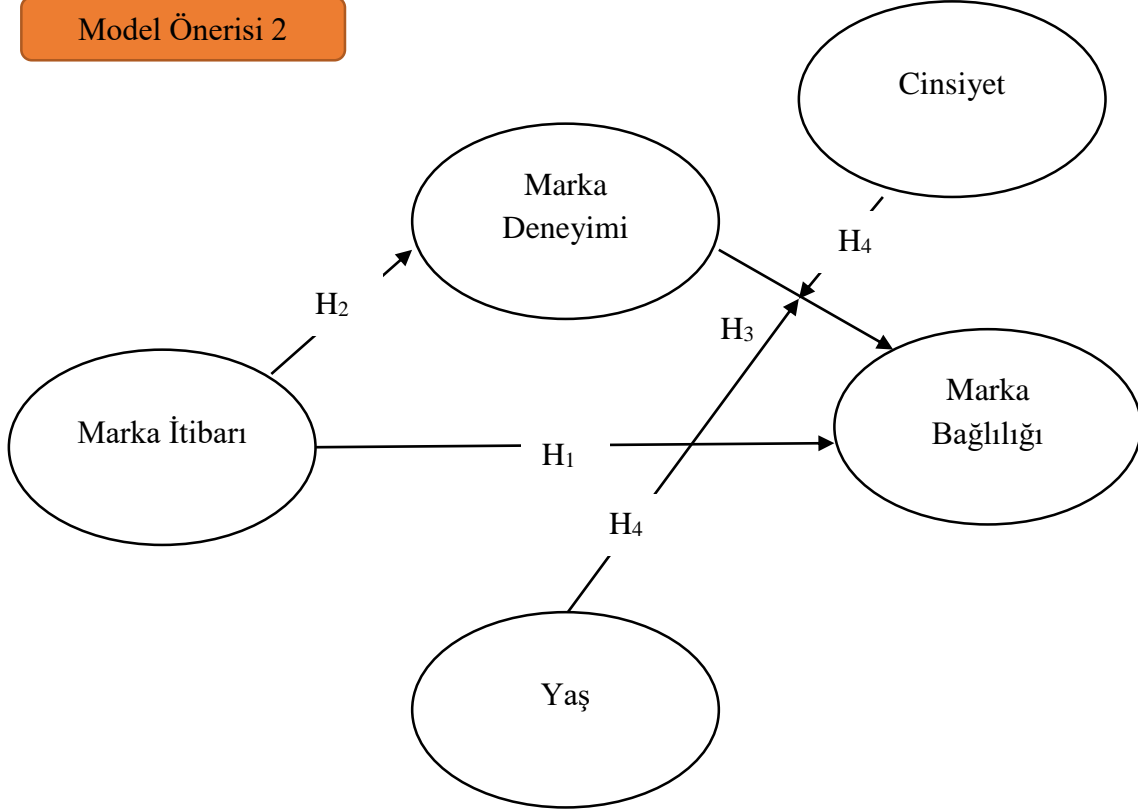 Model Önerisi 2
Cinsiyet
Marka
Deneyimi
H₄
H₂
H₃
Marka
Bağlılığı
Marka İtibarı
H₁
H₄
Yaş